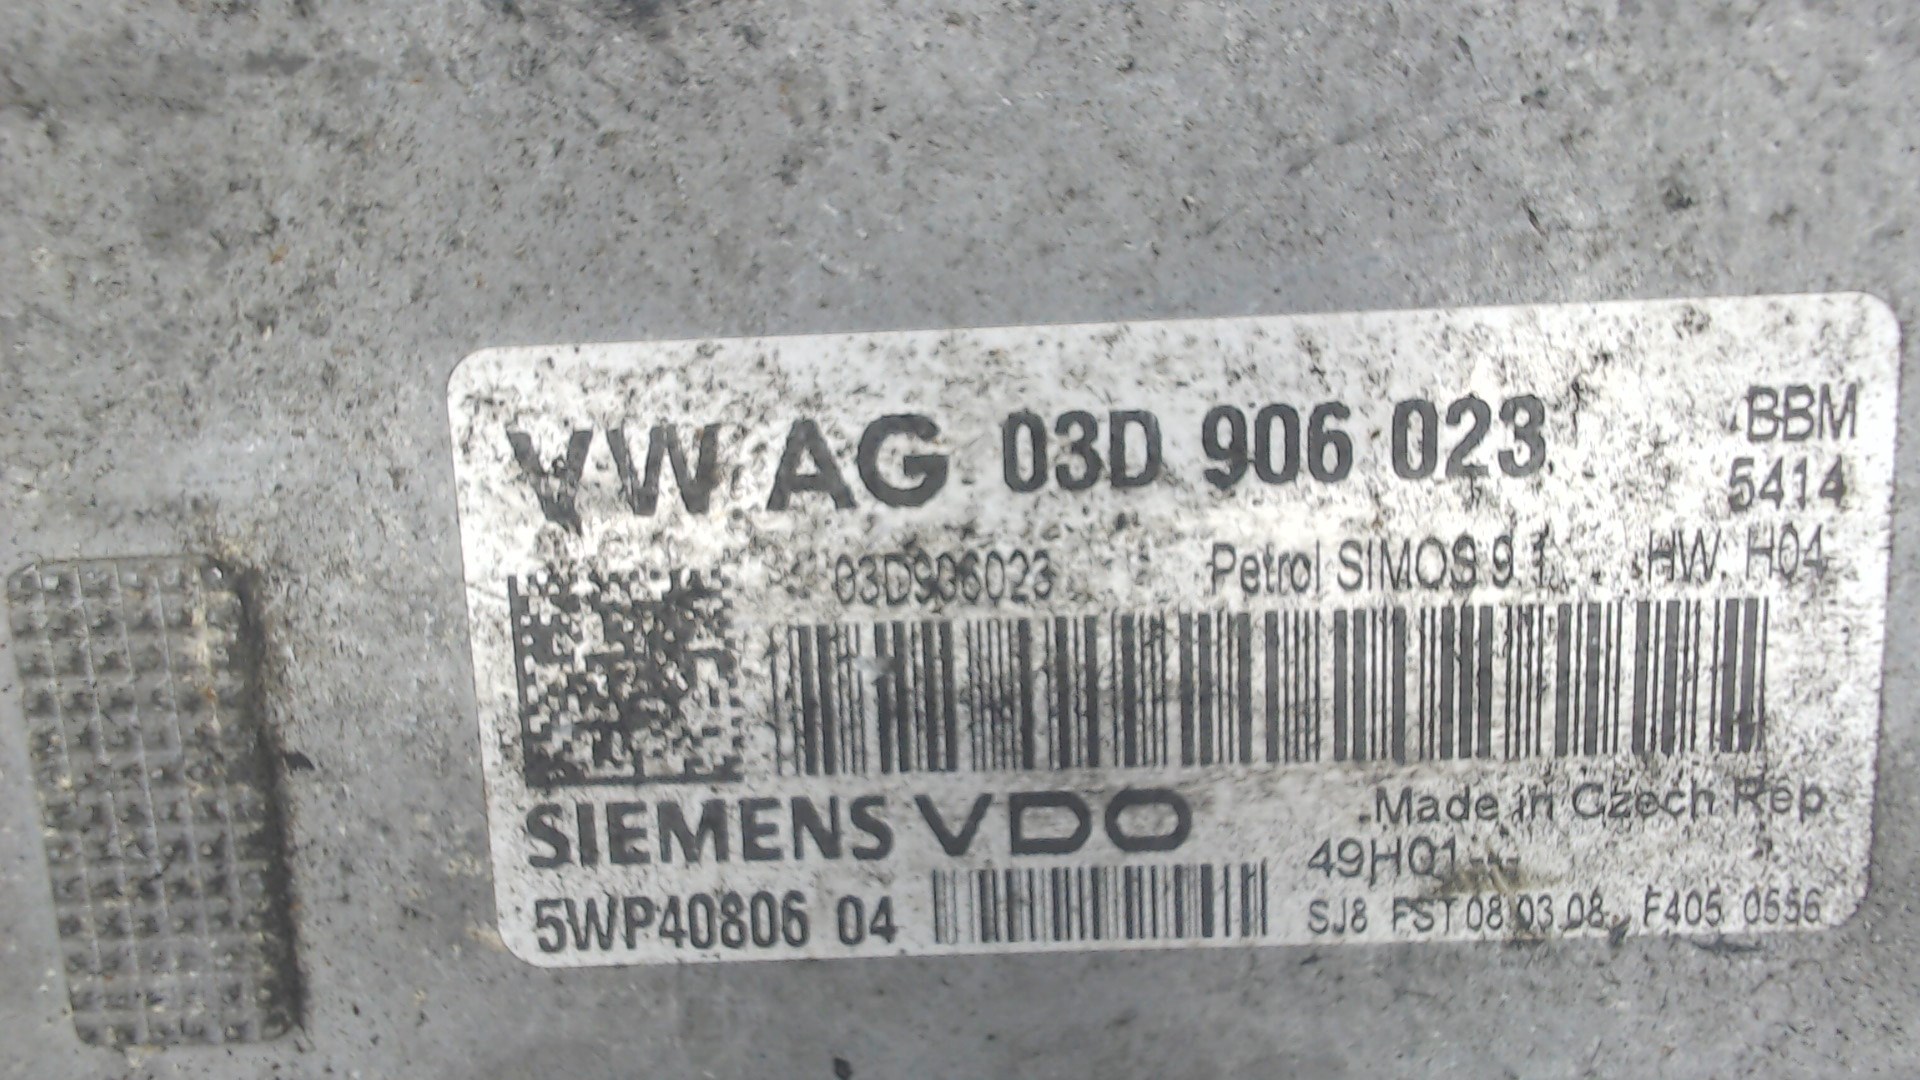 VW AG 03D 906 023 BBM
5414
03D906023 Petrol SIMOS 9.1 HW: H04
SIEMENS VDO Made in Czech Rep
49H01---
5WP40806 04 SJ8 FST 08.03.08 F405 0556